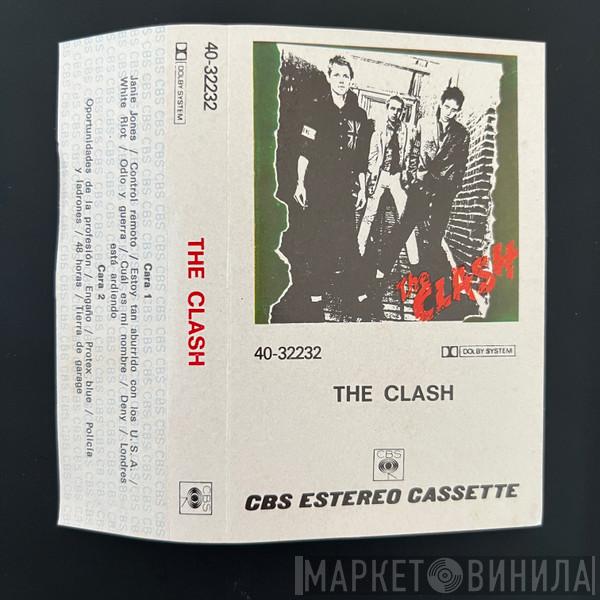 The CLASH
40-32232
DOLBY SYSTEM
THE CLASH
CBS
CBS ESTEREO CASSETTE
40-32232
DOLBY SYSTEM
THE CLASH
CBS
Cara 1
Janie Jones / Control remoto / Estoy tan aburrido con los U.S.A. /
White Riot / Odio y guerra / Cuál es mi nombre / Deny / Londres
está ardiendo
Cara 2
Oportunidades de la profesión / Engaño / Protex blue / Policía
y ladrones / 48 horas / Tierra de garage
МАРКЕТ ВИНИЛА